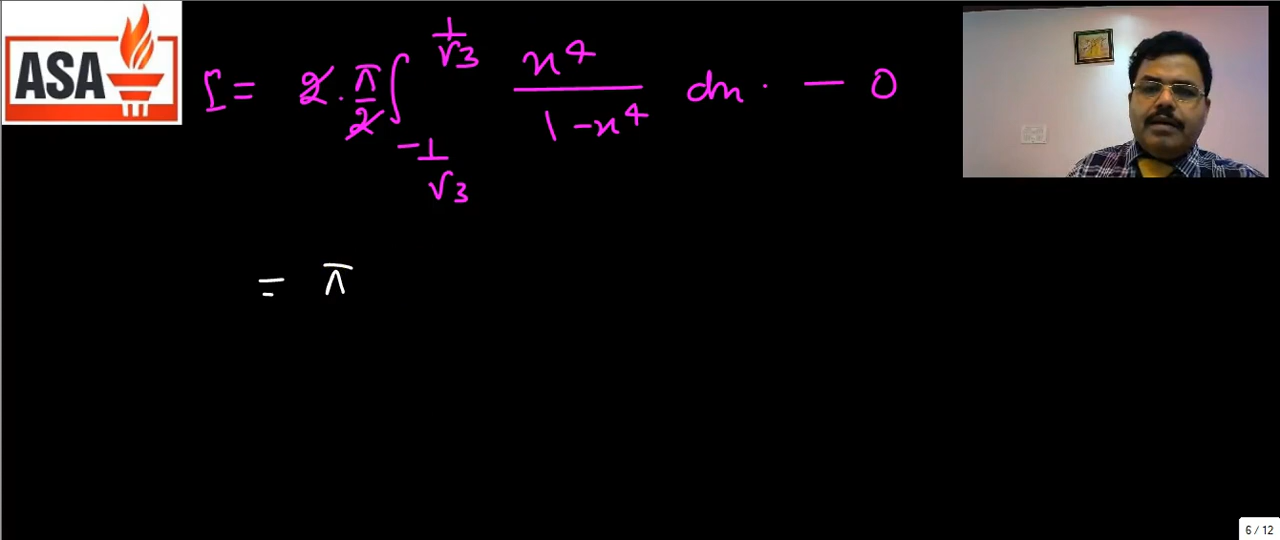 ASA
I = 2 · π/2 ∫_{-1/√3}^{1/√3} x⁴/(1-x⁴) dx · - 0
= π
6 / 12